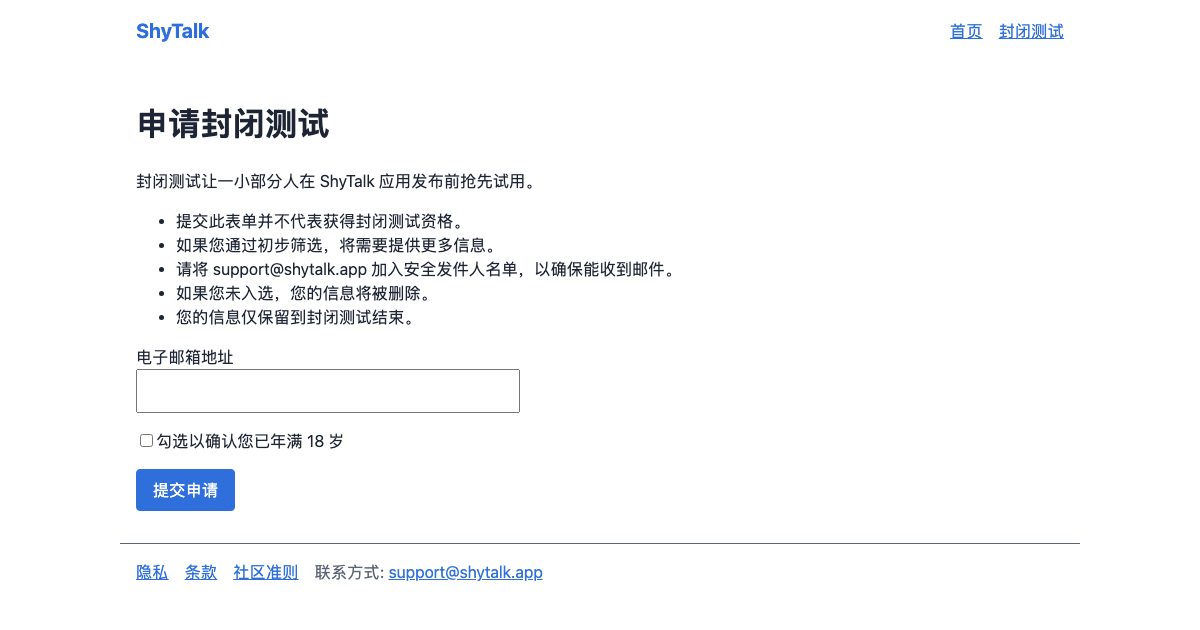 ShyTalk
首页 封闭测试
申请封闭测试
封闭测试让一小部分人在 ShyTalk 应用发布前抢先试用。
提交此表单并不代表获得封闭测试资格。
如果您通过初步筛选，将需要提供更多信息。
请将 support@shytalk.app 加入安全发件人名单，以确保能收到邮件。
如果您未入选，您的信息将被删除。
您的信息仅保留到封闭测试结束。
电子邮箱地址
勾选以确认您已年满 18 岁
提交申请
隐私 条款 社区准则 联系方式: support@shytalk.app